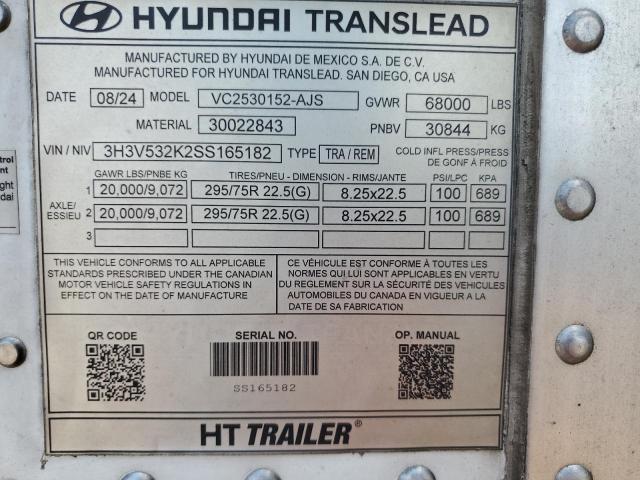 HYUNDAI TRANSLEAD
MANUFACTURED BY HYUNDAI DE MEXICO S.A. DE C.V.
MANUFACTURED FOR HYUNDAI TRANSLEAD. SAN DIEGO, CA USA
DATE 08/24 MODEL VC2530152-AJS GVWR 68000 LBS
MATERIAL 30022843 PNBV 30844 KG
VIN / NIV 3H3V532K2SS165182 TYPE TRA / REM COLD INFL PRESS/PRESS DE GONF À FROID
GAWR LBS/PNBE KG TIRES/PNEU - DIMENSION - RIMS/JANTE PSI/LPC KPA
AXLE/ESSIEU
1 20,000/9,072 295/75R 22.5(G) 8.25x22.5 100 689
2 20,000/9,072 295/75R 22.5(G) 8.25x22.5 100 689
3
THIS VEHICLE CONFORMS TO ALL APPLICABLE
STANDARDS PRESCRIBED UNDER THE CANADIAN
MOTOR VEHICLE SAFETY REGULATIONS IN
EFFECT ON THE DATE OF MANUFACTURE
CE VÉHICULE EST CONFORME À TOUTES LES
NORMES QUI LUI SONT APPLICABLES EN VERTU
DU REGLEMENT SUR LA SÉCURITÉ DES VÉHICULES
AUTOMOBILES DU CANADA EN VIGUEUR A LA
DATE DE SA FABRICATION
QR CODE SERIAL NO. OP. MANUAL
SS165182
HT TRAILER®